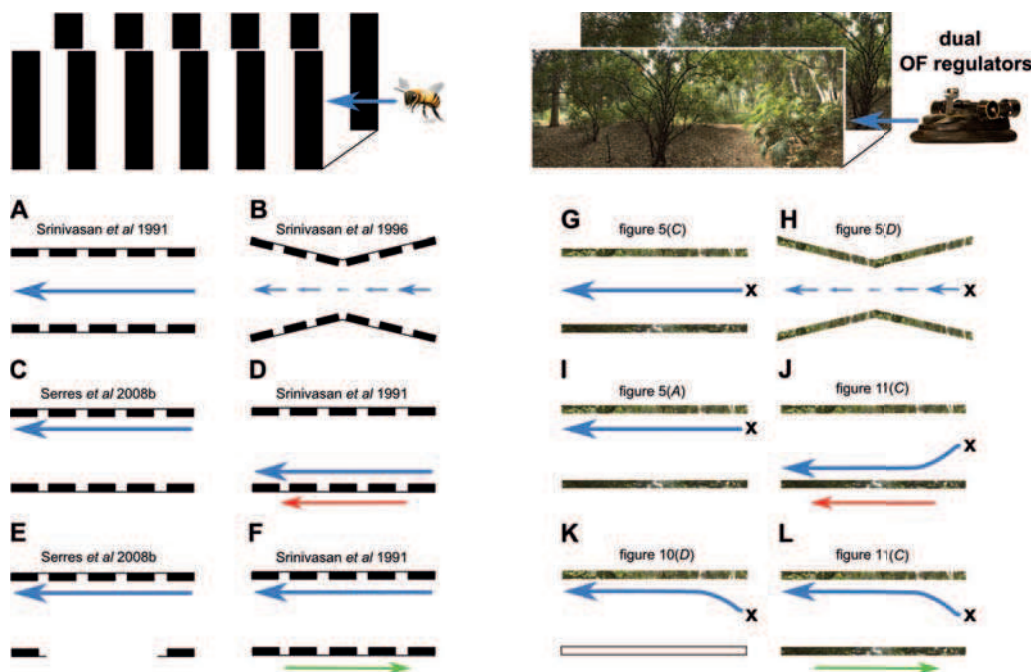 dual
OF regulators
A
Srinivasan et al 1991
B
Srinivasan et al 1996
G
figure 5(C)
H
figure 5(D)
x
x
C
Serres et al 2008b
D
Srinivasan et al 1991
I
figure 5(A)
J
figure 11(C)
x
x
E
Serres et al 2008b
F
Srinivasan et al 1991
K
figure 10(D)
L
figure 11(C)
x
x